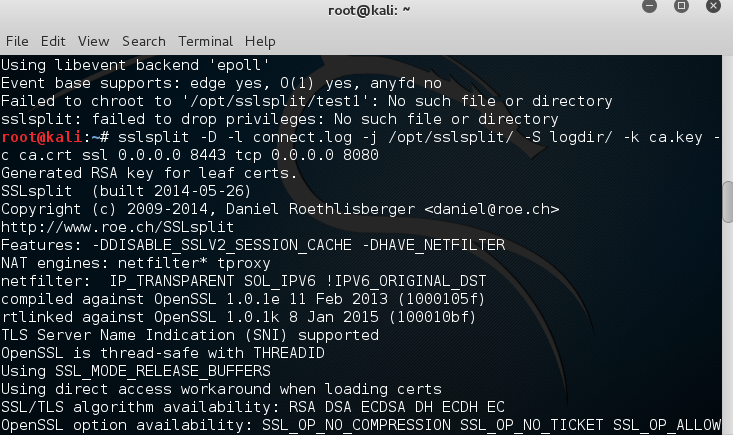 root@kali: ~
File Edit View Search Terminal Help
Using libevent backend 'epoll'
Event base supports: edge yes, O(1) yes, anyfd no
Failed to chroot to '/opt/sslsplit/test1': No such file or directory
sslsplit: failed to drop privileges: No such file or directory
root@kali:~# sslsplit -D -l connect.log -j /opt/sslsplit/ -S logdir/ -k ca.key -
c ca.crt ssl 0.0.0.0 8443 tcp 0.0.0.0 8080
Generated RSA key for leaf certs.
SSLsplit  (built 2014-05-26)
Copyright (c) 2009-2014, Daniel Roethlisberger <daniel@roe.ch>
http://www.roe.ch/SSLsplit
Features: -DDISABLE_SSLV2_SESSION_CACHE -DHAVE_NETFILTER
NAT engines: netfilter* tproxy
netfilter:  IP_TRANSPARENT SOL_IPV6 !IPV6_ORIGINAL_DST
compiled against OpenSSL 1.0.1e 11 Feb 2013 (1000105f)
rtlinked against OpenSSL 1.0.1k 8 Jan 2015 (100010bf)
TLS Server Name Indication (SNI) supported
OpenSSL is thread-safe with THREADID
Using SSL_MODE_RELEASE_BUFFERS
Using direct access workaround when loading certs
SSL/TLS algorithm availability: RSA DSA ECDSA DH ECDH EC
OpenSSL option availability: SSL_OP_NO_COMPRESSION SSL_OP_NO_TICKET SSL_OP_ALLOW